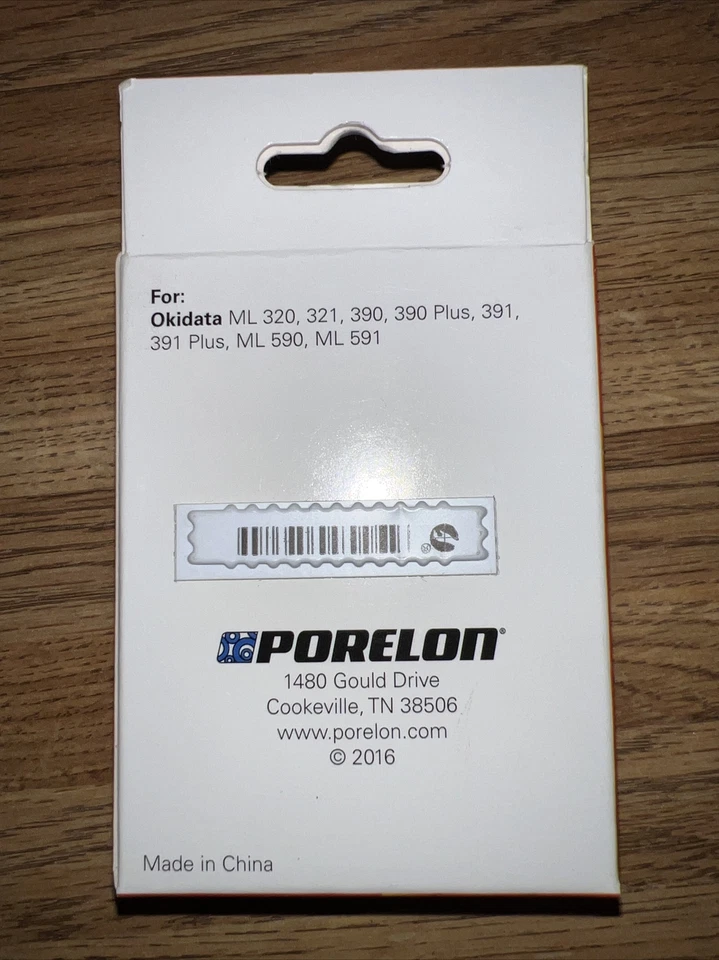 For:
Okidata ML 320, 321, 390, 390 Plus, 391,
391 Plus, ML 590, ML 591
®
PORELON®
1480 Gould Drive
Cookeville, TN 38506
www.porelon.com
© 2016
Made in China